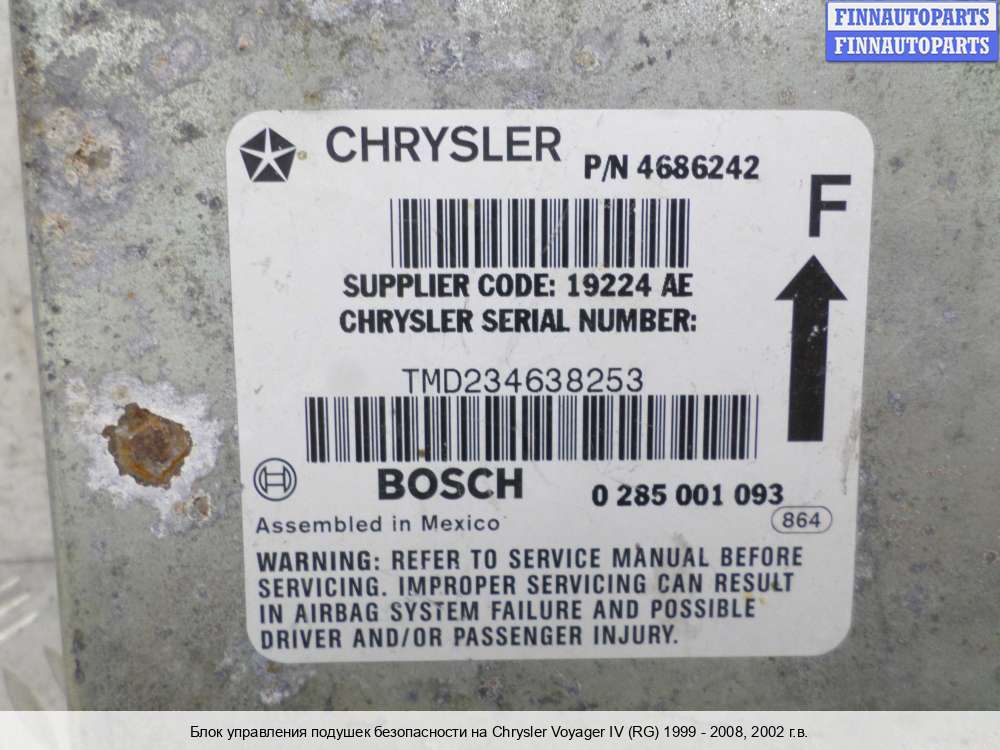 FINNAUTOPARTS
FINNAUTOPARTS
CHRYSLER
P/N 4686242
F
SUPPLIER CODE: 19224 AE
CHRYSLER SERIAL NUMBER:
TMD234638253
BOSCH 0 285 001 093
Assembled in Mexico 864
WARNING: REFER TO SERVICE MANUAL BEFORE
SERVICING. IMPROPER SERVICING CAN RESULT
IN AIRBAG SYSTEM FAILURE AND POSSIBLE
DRIVER AND/OR PASSENGER INJURY.
Блок управления подушек безопасности на Chrysler Voyager IV (RG) 1999 - 2008, 2002 г.в.